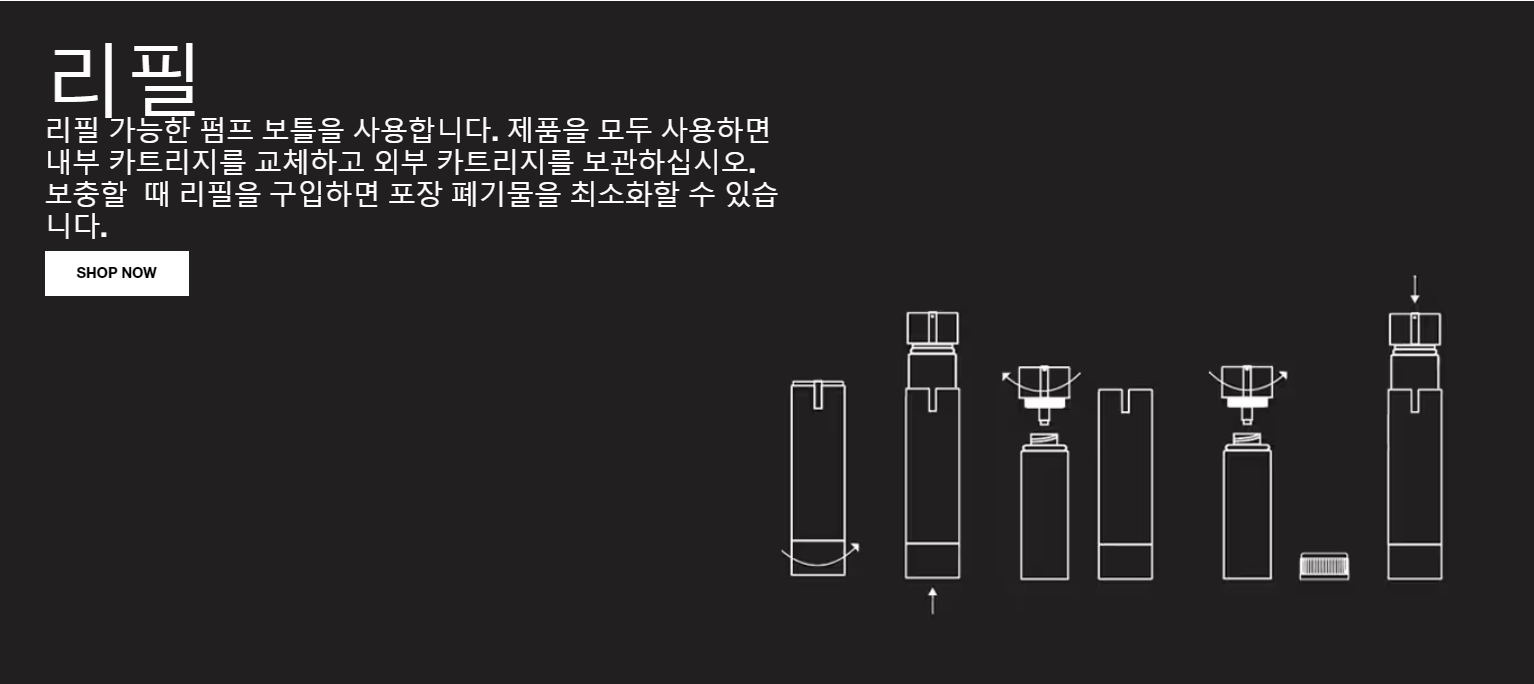 리필
리필 가능한 펌프 보틀을 사용합니다. 제품을 모두 사용하면
내부 카트리지를 교체하고 외부 카트리지를 보관하십시오.
보충할  때 리필을 구입하면 포장 폐기물을 최소화할 수 있습
니다.
SHOP NOW